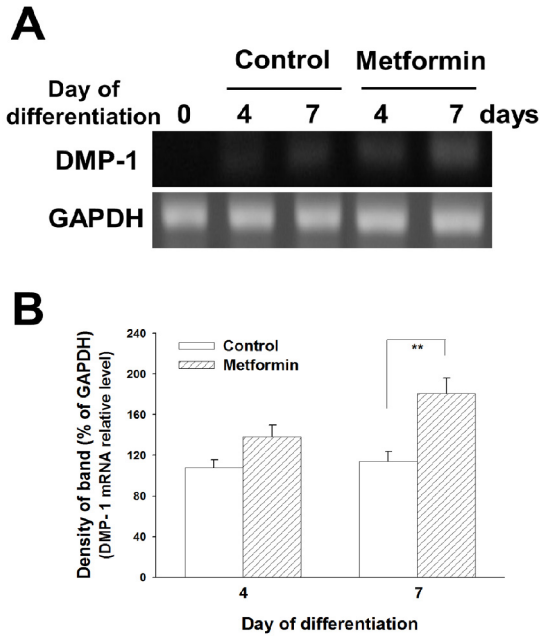 A
Control Metformin
Day of
differentiation 0 4 7 4 7 days
DMP-1
GAPDH
B
Density of band (% of GAPDH)
(DMP- 1 mRNA relative level)
240
200
160
120
80
40
0
Control
Metformin
**
4 7
Day of differentiation